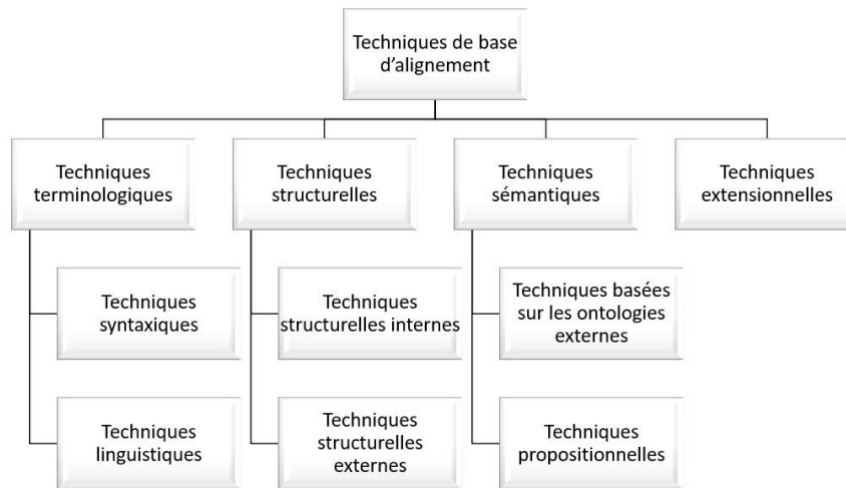 Techniques de base
d'alignement
Techniques
terminologiques
Techniques
structurelles
Techniques
sémantiques
Techniques
extensionnelles
Techniques
syntaxiques
Techniques
structurelles internes
Techniques basées
sur les ontologies
externes
Techniques
linguistiques
Techniques
structurelles
externes
Techniques
propositionnelles